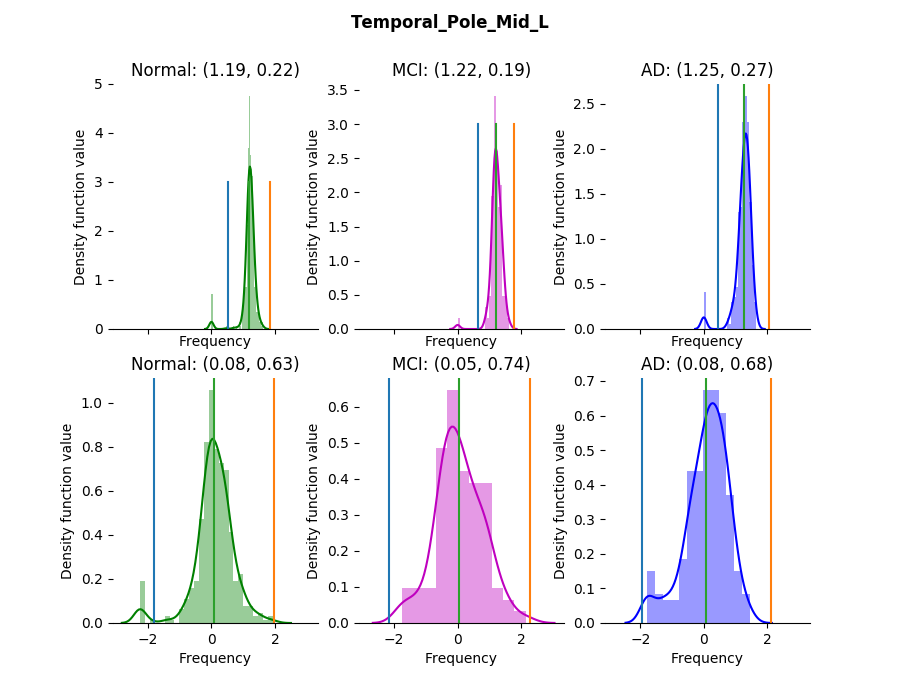 Temporal_Pole_Mid_L
Normal: (1.19, 0.22)
MCI: (1.22, 0.19)
AD: (1.25, 0.27)
Density function value
5
4
3
2
1
0
Frequency
Density function value
3.5
3.0
2.5
2.0
1.5
1.0
0.5
0.0
Frequency
Density function value
2.5
2.0
1.5
1.0
0.5
0.0
Frequency
Normal: (0.08, 0.63)
MCI: (0.05, 0.74)
AD: (0.08, 0.68)
Density function value
1.0
0.8
0.6
0.4
0.2
0.0
−2 0 2
Frequency
Density function value
0.6
0.5
0.4
0.3
0.2
0.1
0.0
−2 0 2
Frequency
Density function value
0.7
0.6
0.5
0.4
0.3
0.2
0.1
0.0
−2 0 2
Frequency